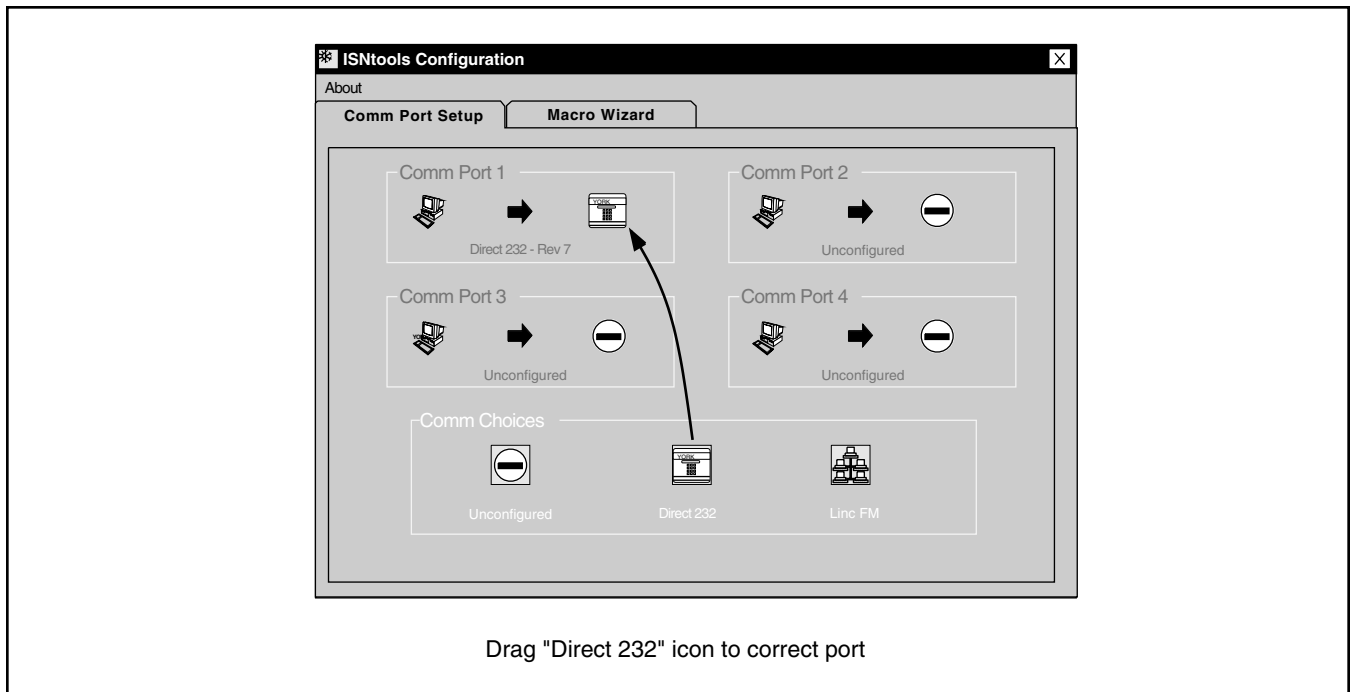 ISNtools Configuration X
About
Comm Port Setup Macro Wizard
Comm Port 1
YORK
Direct 232 - Rev 7
Comm Port 2
Unconfigured
Comm Port 3
Unconfigured
Comm Port 4
Unconfigured
Comm Choices
YORK
Unconfigured Direct 232 Linc FM
Drag "Direct 232" icon to correct port